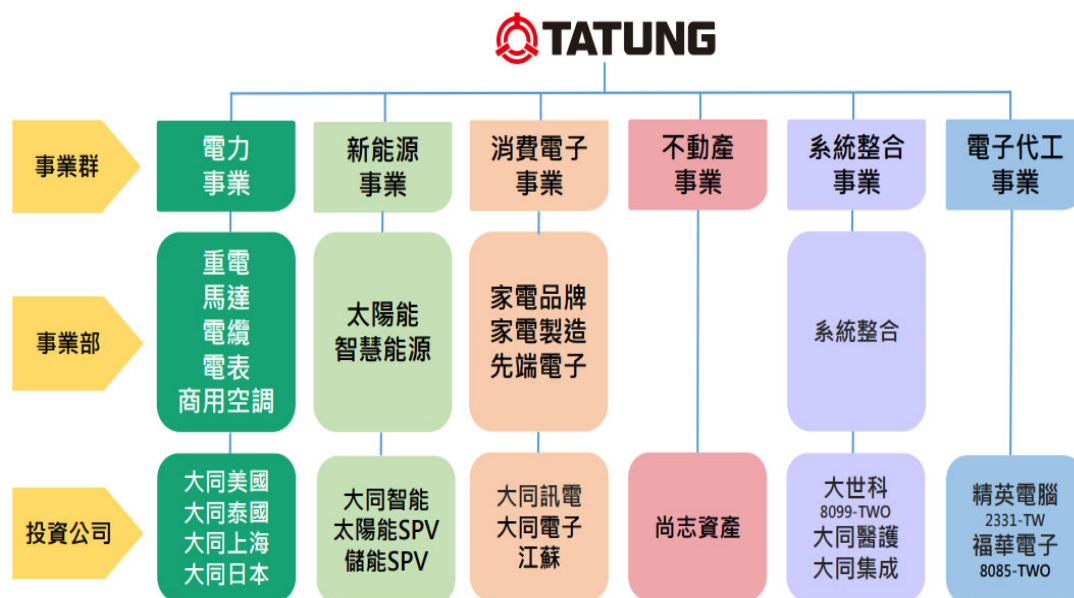 TATUNG
事業群
電力
事業
新能源
事業
消費電子
事業
不動產
事業
系統整合
事業
電子代工
事業
事業部
重電
馬達
電纜
電表
商用空調
太陽能
智慧能源
家電品牌
家電製造
先端電子
系統整合
投資公司
大同美國
大同泰國
大同上海
大同日本
大同智能
太陽能SPV
儲能SPV
大同訊電
大同電子
江蘇
尚志資產
大世科
8099-TWO
大同醫護
大同集成
精英電腦
2331-TW
福華電子
8085-TWO